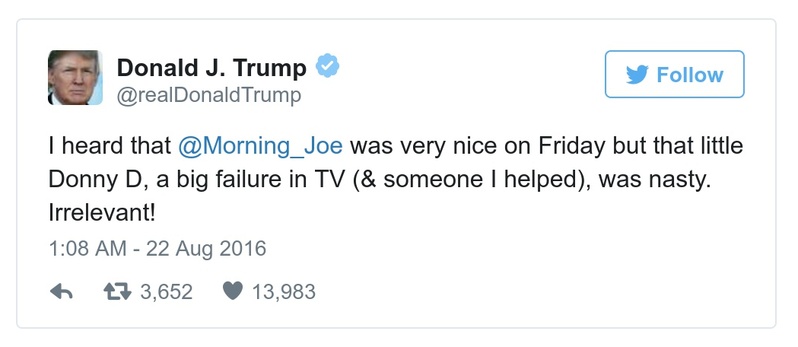 Donald J. Trump
@realDonaldTrump
Follow
I heard that @Morning_Joe was very nice on Friday but that little
Donny D, a big failure in TV (& someone I helped), was nasty.
Irrelevant!
1:08 AM - 22 Aug 2016
3,652 13,983